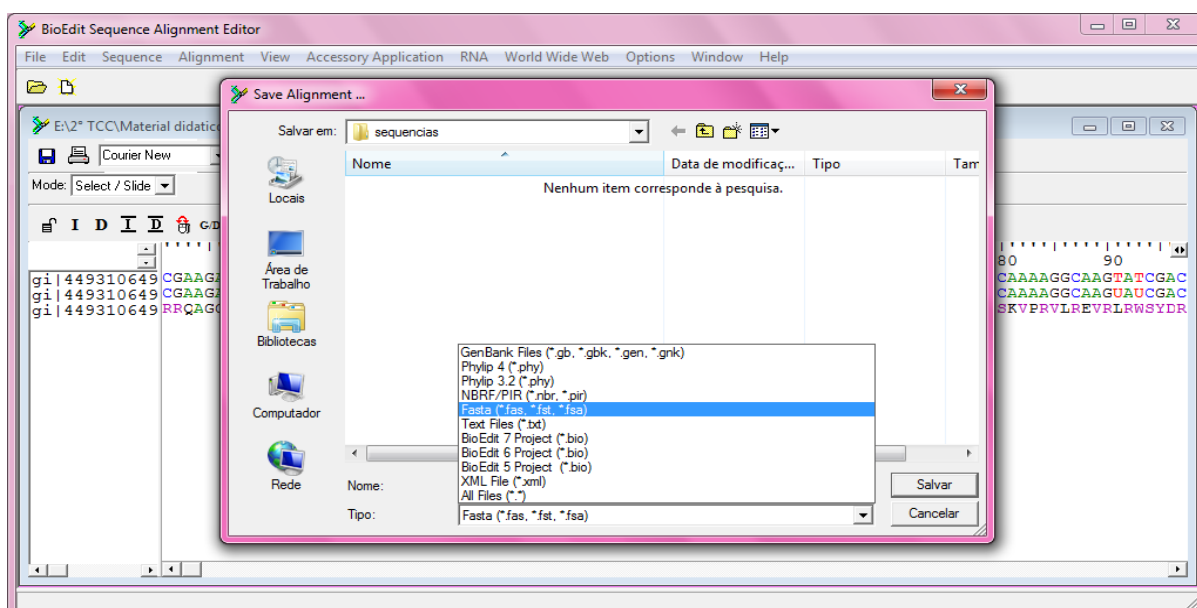 BioEdit Sequence Alignment Editor
File Edit Sequence Alignment View Accessory Application RNA World Wide Web Options Window Help
Save Alignment ...
E:\2° TCC\Material didatico
Courier New
Mode: Select / Slide
I D I D G/D
Salvar em: sequencias
Nome Data de modificaç... Tipo Tam
Nenhum item corresponde à pesquisa.
Locais
Área de
Trabalho
Bibliotecas
Computador
Rede
80 90
gi|449310649 CGAAGA CAAAAGGCAAGTATCGAC
gi|449310649 CGAAGA CAAAAGGCAAGUAUCGAC
gi|449310649 RRQAGG SKVPRVLREVRLRWSYDR
GenBank Files (*.gb, *.gbk, *.gen, *.gnk)
Phylip 4 (*.phy)
Phylip 3.2 (*.phy)
NBRF/PIR (*.nbr, *.pir)
Fasta (*.fas, *.fst, *.fsa)
Text Files (*.txt)
BioEdit 7 Project (*.bio)
BioEdit 6 Project (*.bio)
BioEdit 5 Project (*.bio)
XML File (*.xml)
All Files (*.*)
Nome: Salvar
Tipo: Fasta (*.fas, *.fst, *.fsa) Cancelar